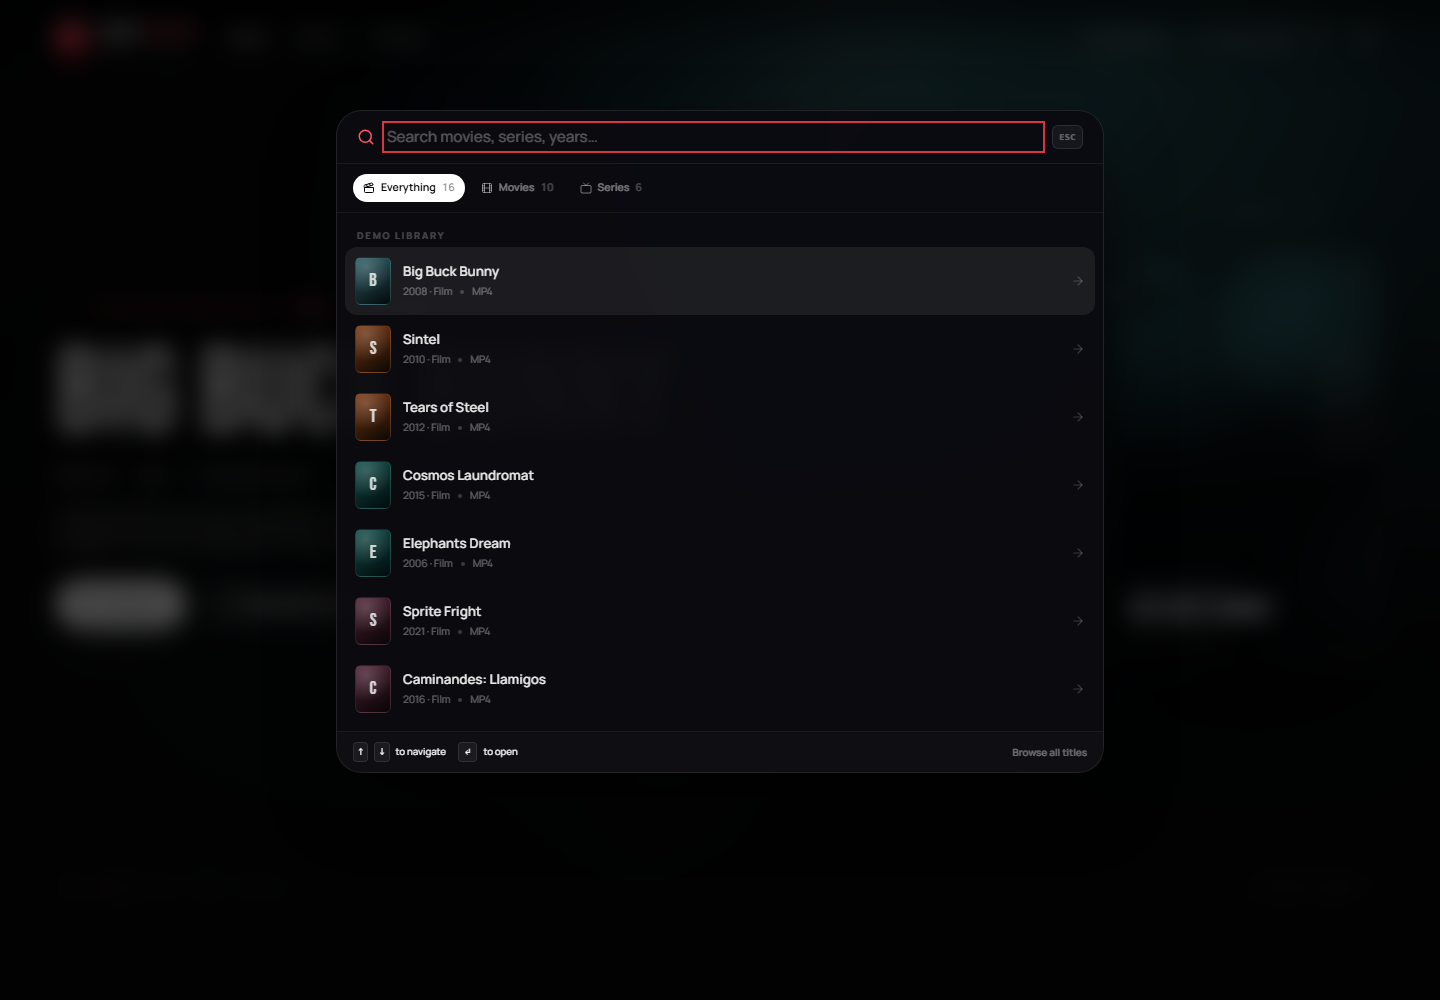 Search movies, series, years...
ESC
Everything 16
Movies 10
Series 6
DEMO LIBRARY
B
Big Buck Bunny
2008 · Film • MP4
S
Sintel
2010 · Film • MP4
T
Tears of Steel
2012 · Film • MP4
C
Cosmos Laundromat
2015 · Film • MP4
E
Elephants Dream
2006 · Film • MP4
S
Sprite Fright
2021 · Film • MP4
C
Caminandes: Llamigos
2016 · Film • MP4
↑ ↓ to navigate ↵ to open
Browse all titles